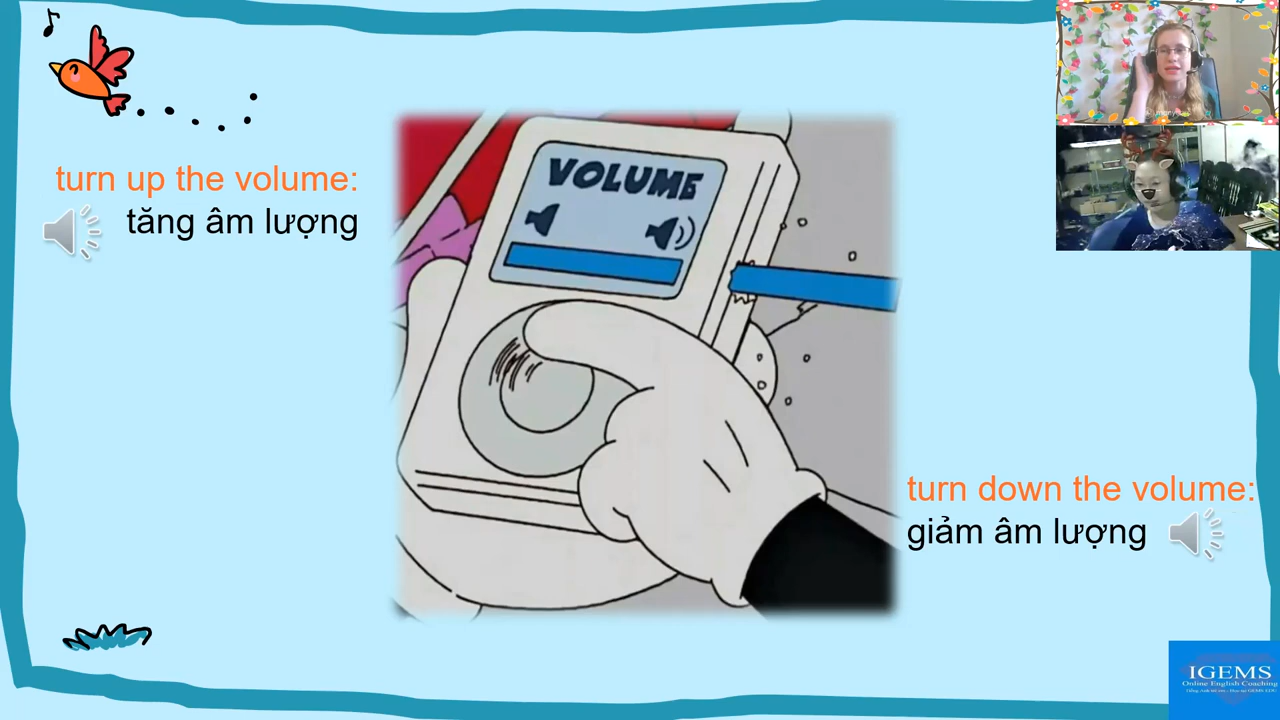 turn up the volume:
tăng âm lượng
VOLUME
turn down the volume:
giảm âm lượng
IGEMS
Online English Coaching